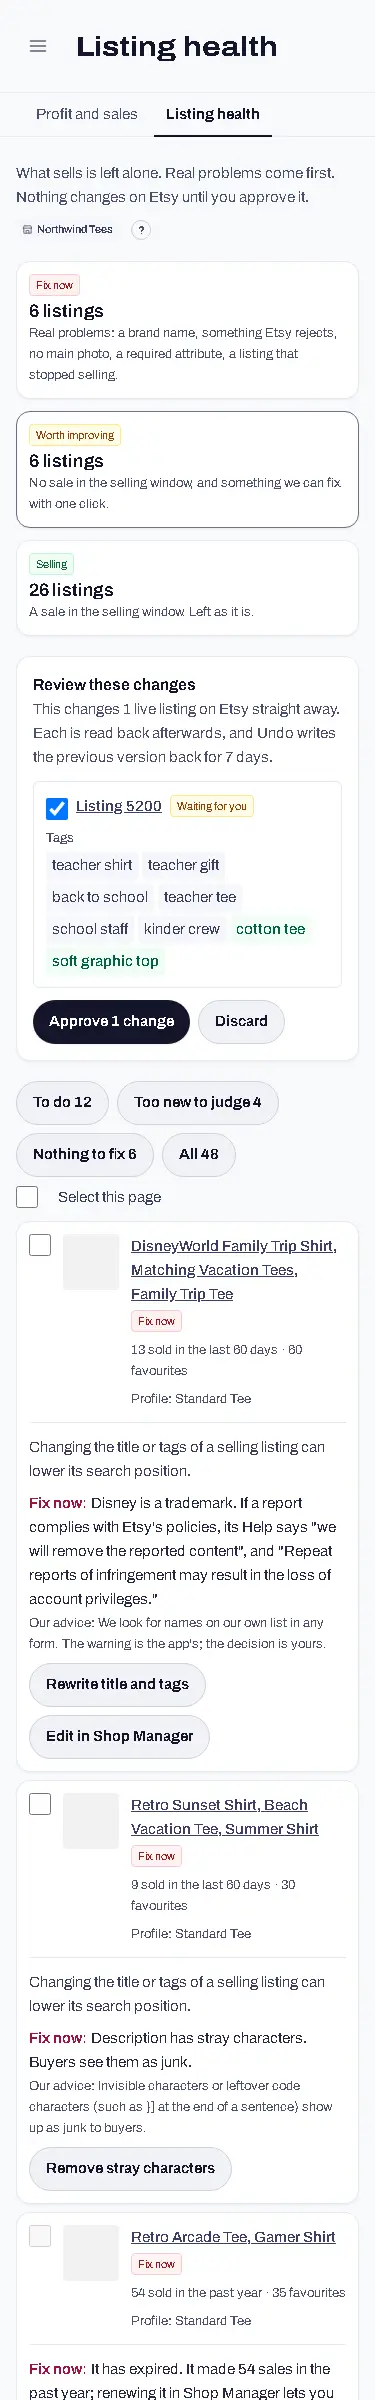 Listing health
Profit and sales
Listing health
What sells is left alone. Real problems come first.
Nothing changes on Etsy until you approve it.
Northwind Tees
?
Fix now
6 listings
Real problems: a brand name, something Etsy rejects,
no main photo, a required attribute, a listing that
stopped selling.
Worth improving
6 listings
No sale in the selling window, and something we can fix
with one click.
Selling
26 listings
A sale in the selling window. Left as it is.
Review these changes
This changes 1 live listing on Etsy straight away.
Each is read back afterwards, and Undo writes
the previous version back for 7 days.
Listing 5200
Waiting for you
Tags
teacher shirt teacher gift
back to school teacher tee
school staff kinder crew cotton tee
soft graphic top
Approve 1 change
Discard
To do 12
Too new to judge 4
Nothing to fix 6
All 48
Select this page
DisneyWorld Family Trip Shirt,
Matching Vacation Tees,
Family Trip Tee
Fix now
13 sold in the last 60 days · 60
favourites
Profile: Standard Tee
Changing the title or tags of a selling listing can
lower its search position.
Fix now: Disney is a trademark. If a report
complies with Etsy's policies, its Help says "we
will remove the reported content", and "Repeat
reports of infringement may result in the loss of
account privileges."
Our advice: We look for names on our own list in any
form. The warning is the app's; the decision is yours.
Rewrite title and tags
Edit in Shop Manager
Retro Sunset Shirt, Beach
Vacation Tee, Summer Shirt
Fix now
9 sold in the last 60 days · 30
favourites
Profile: Standard Tee
Changing the title or tags of a selling listing can
lower its search position.
Fix now: Description has stray characters.
Buyers see them as junk.
Our advice: Invisible characters or leftover code
characters (such as }] at the end of a sentence) show
up as junk to buyers.
Remove stray characters
Retro Arcade Tee, Gamer Shirt
Fix now
54 sold in the past year · 35 favourites
Profile: Standard Tee
Fix now: It has expired. It made 54 sales in the
past year; renewing it in Shop Manager lets you